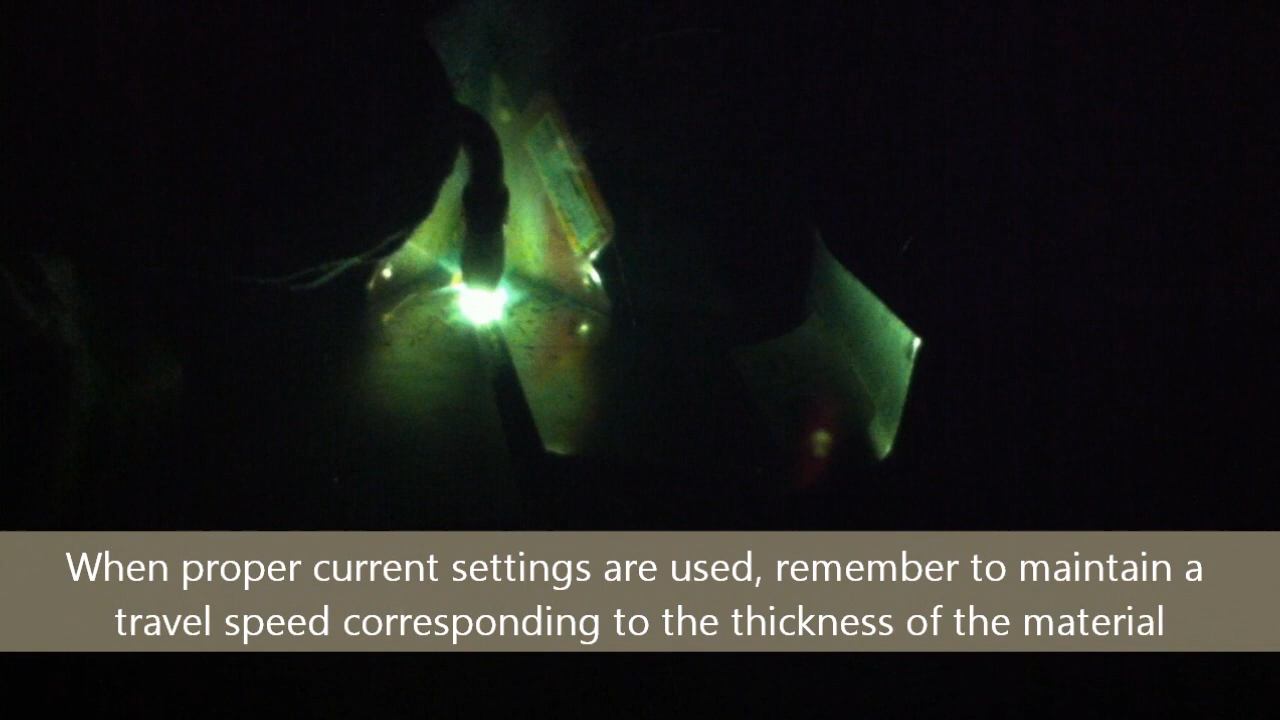 When proper current settings are used, remember to maintain a
travel speed corresponding to the thickness of the material